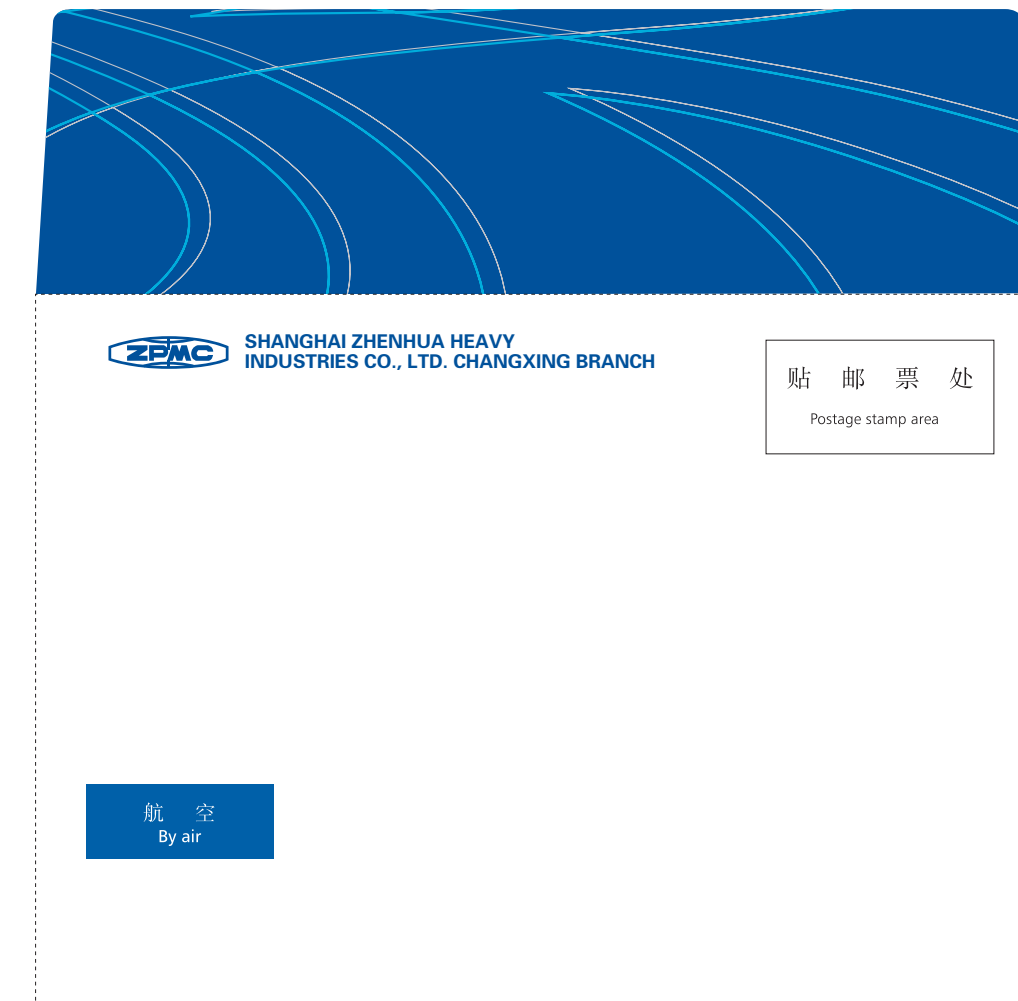 ZPMC
SHANGHAI ZHENHUA HEAVY
INDUSTRIES CO., LTD. CHANGXING BRANCH
贴 邮 票 处
Postage stamp area
航 空
By air